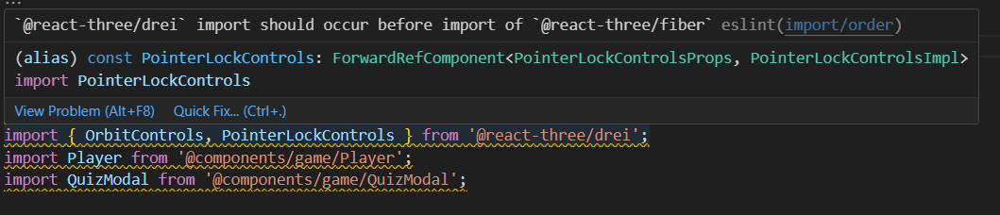 ...
`@react-three/drei` import should occur before import of `@react-three/fiber` eslint(import/order)
(alias) const PointerLockControls: ForwardRefComponent<PointerLockControlsProps, PointerLockControlsImpl>
import PointerLockControls
View Problem (Alt+F8) Quick Fix... (Ctrl+.)
import { OrbitControls, PointerLockControls } from '@react-three/drei';
import Player from '@components/game/Player';
import QuizModal from '@components/game/QuizModal';